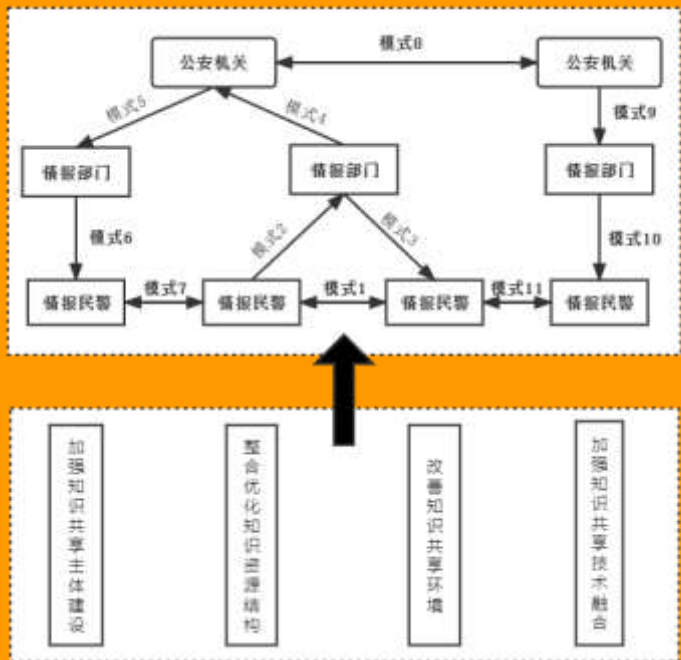 模式8
公安机关
公安机关
模式5
模式4
模式9
情报部门
情报部门
情报部门
模式6
模式2
模式3
模式10
情报民警
模式7
情报民警
模式1
情报民警
模式11
情报民警
加强知识共享主体建设
整合优化知识资源结构
改善知识共享环境
加强知识共享技术融合